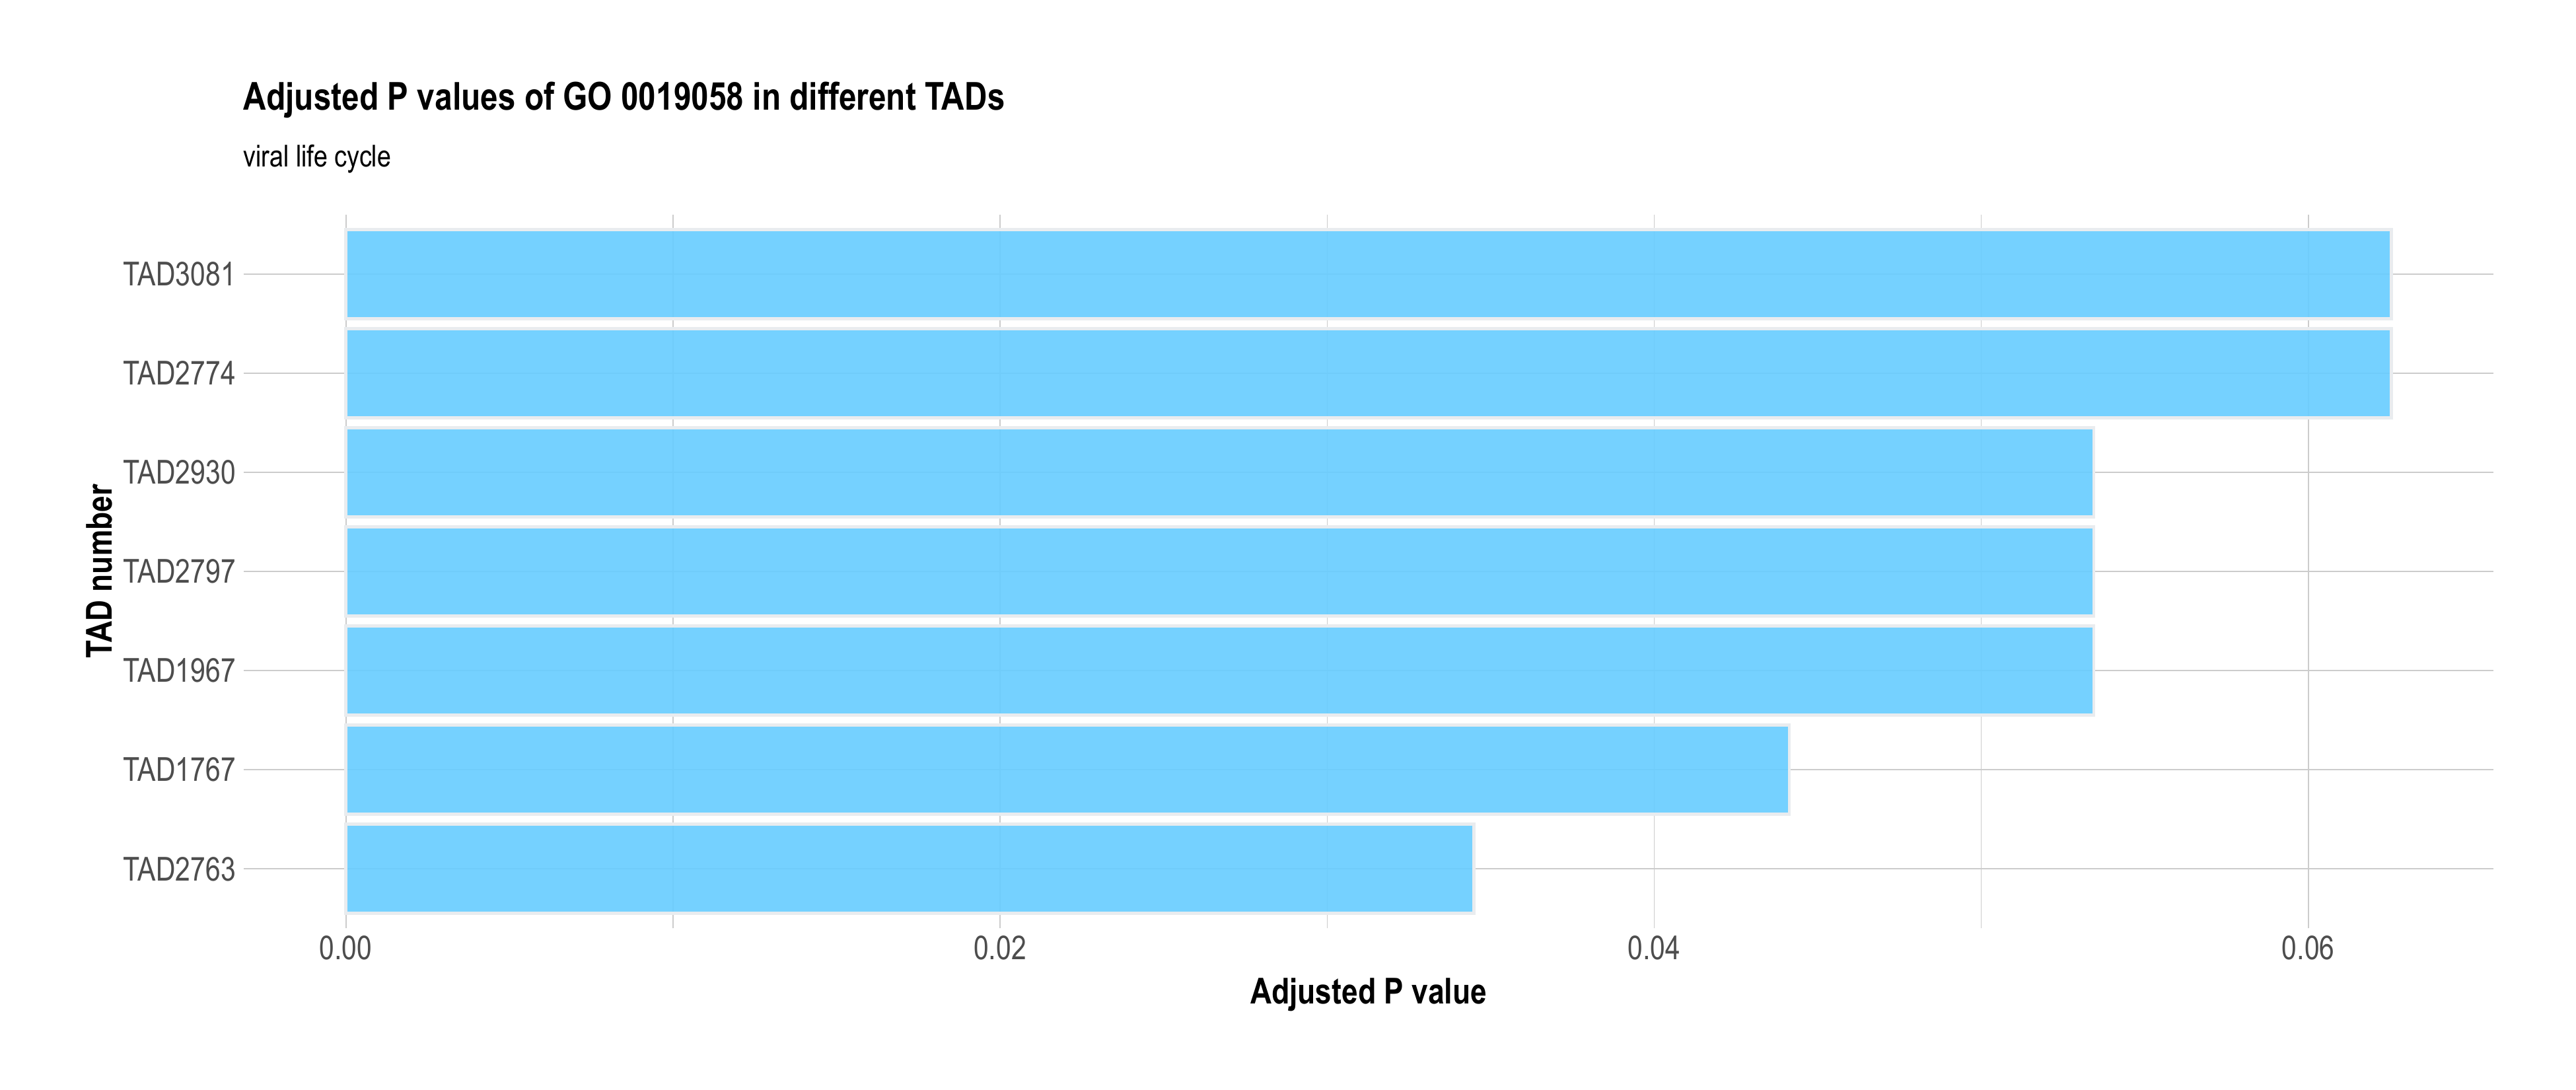 Adjusted P values of GO 0019058 in different TADs
viral life cycle
TAD number
TAD3081
TAD2774
TAD2930
TAD2797
TAD1967
TAD1767
TAD2763
0.00 0.02 0.04 0.06
Adjusted P value